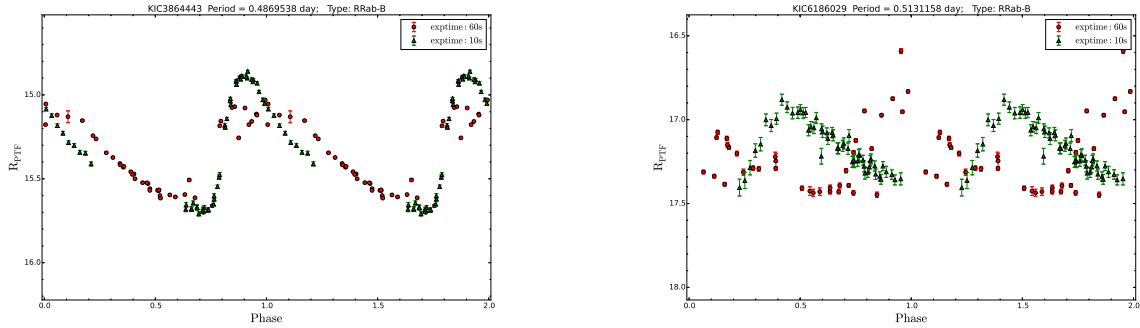 KIC3864443 Period = 0.4869538 day; Type: RRab-B
exptime: 60s
exptime: 10s
R_PTF
15.0
15.5
16.0
0.0 0.5 1.0 1.5 2.0
Phase
KIC6186029 Period = 0.5131158 day; Type: RRab-B
exptime: 60s
exptime: 10s
R_PTF
16.5
17.0
17.5
18.0
0.0 0.5 1.0 1.5 2.0
Phase